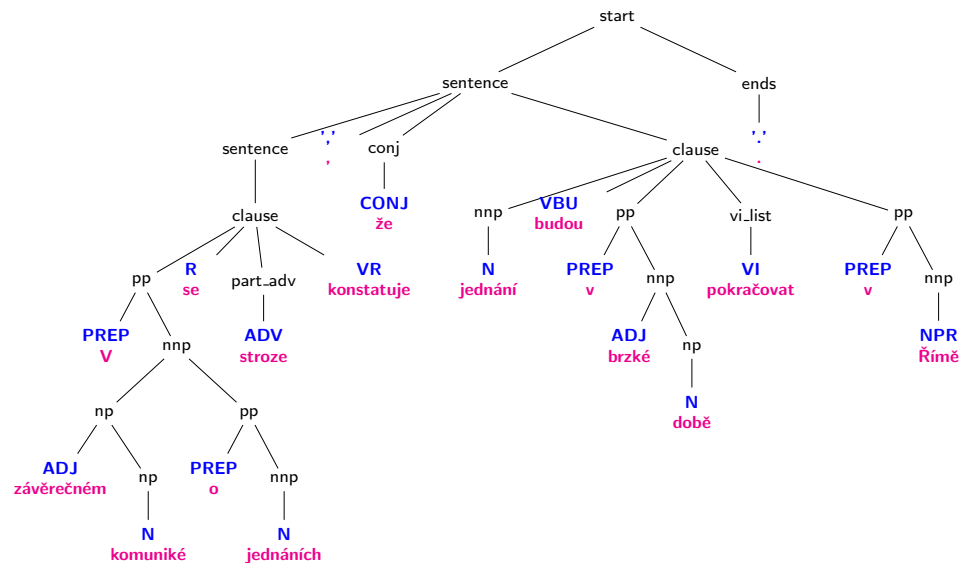 start
sentence ends
sentence ',' conj clause '.'
, .
clause CONJ nnp VBU pp vi_list pp
že budou
pp R part_adv VR N PREP nnp VI PREP nnp
se konstatuje jednání v pokračovat v
PREP nnp ADV ADJ np NPR
V stroze brzké Římě
np pp N
době
ADJ np PREP nnp
závěrečném o
N N
komuniké jednáních